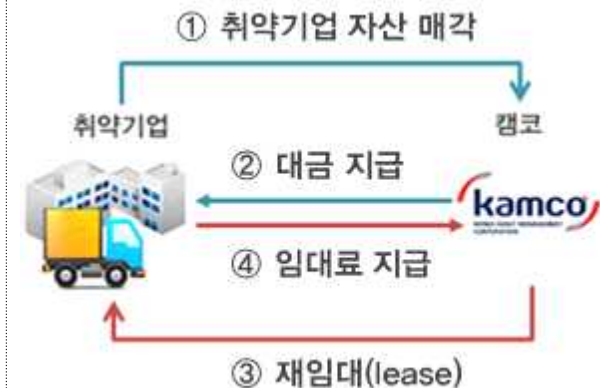 ① 취약기업 자산 매각
취약기업
캠코
② 대금 지급
kamco
④ 임대료 지급
③ 재임대(lease)